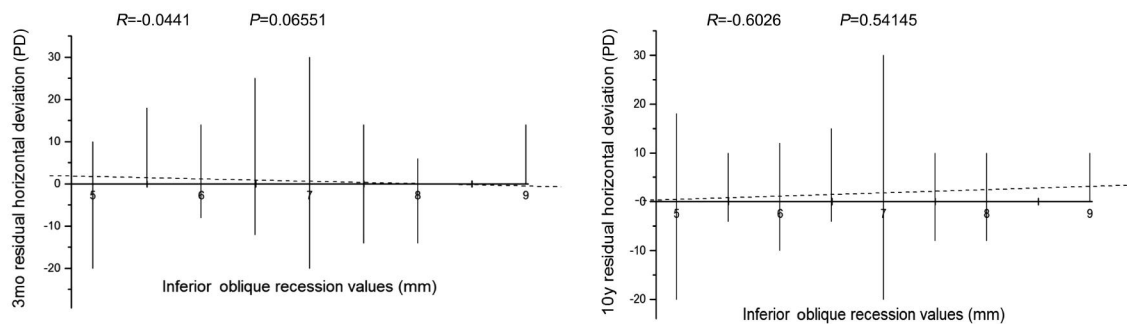 R=-0.0441 P=0.06551
3mo residual horizontal deviation (PD)
30
20
10
0
-10
-20
5 6 7 8 9
Inferior oblique recession values (mm)
R=-0.6026 P=0.54145
10y residual horizontal deviation (PD)
30
20
10
-0
-10
-20
5 6 7 8 9
Inferior oblique recession values (mm)